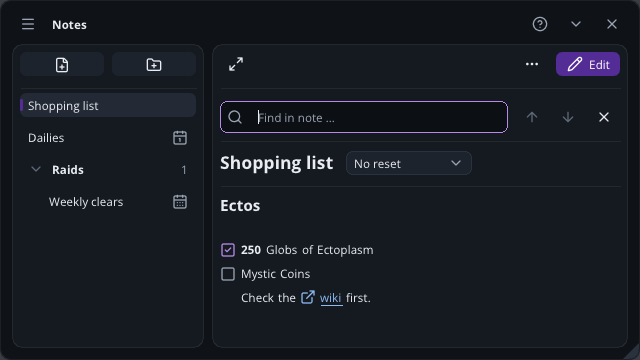 Notes
Edit
Shopping list
Dailies
Raids 1
Weekly clears
Find in note ...
Shopping list No reset
Ectos
250 Globs of Ectoplasm
Mystic Coins
Check the wiki first.